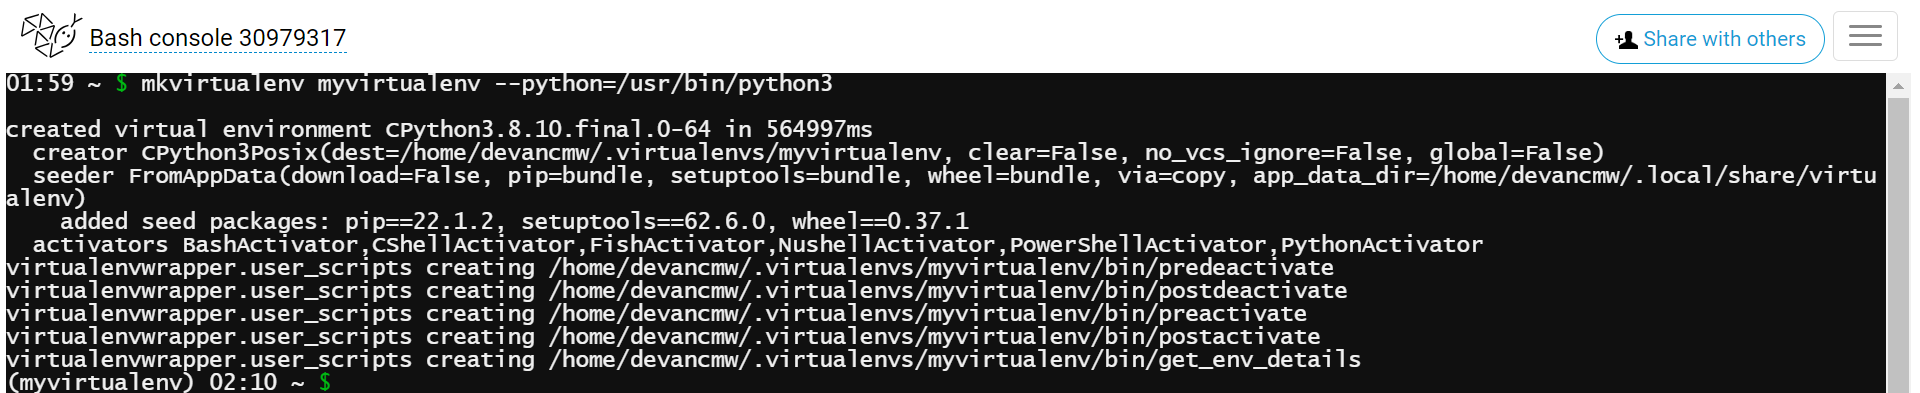 Bash console 30979317
Share with others
01:59 ~ $ mkvirtualenv myvirtualenv --python=/usr/bin/python3
created virtual environment CPython3.8.10.final.0-64 in 564997ms
  creator CPython3Posix(dest=/home/devancmw/.virtualenvs/myvirtualenv, clear=False, no_vcs_ignore=False, global=False)
  seeder FromAppData(download=False, pip=bundle, setuptools=bundle, wheel=bundle, via=copy, app_data_dir=/home/devancmw/.local/share/virtu
alenv)
    added seed packages: pip==22.1.2, setuptools==62.6.0, wheel==0.37.1
  activators BashActivator,CShellActivator,FishActivator,NushellActivator,PowerShellActivator,PythonActivator
virtualenvwrapper.user_scripts creating /home/devancmw/.virtualenvs/myvirtualenv/bin/predeactivate
virtualenvwrapper.user_scripts creating /home/devancmw/.virtualenvs/myvirtualenv/bin/postdeactivate
virtualenvwrapper.user_scripts creating /home/devancmw/.virtualenvs/myvirtualenv/bin/preactivate
virtualenvwrapper.user_scripts creating /home/devancmw/.virtualenvs/myvirtualenv/bin/postactivate
virtualenvwrapper.user_scripts creating /home/devancmw/.virtualenvs/myvirtualenv/bin/get_env_details
(myvirtualenv) 02:10 ~ $